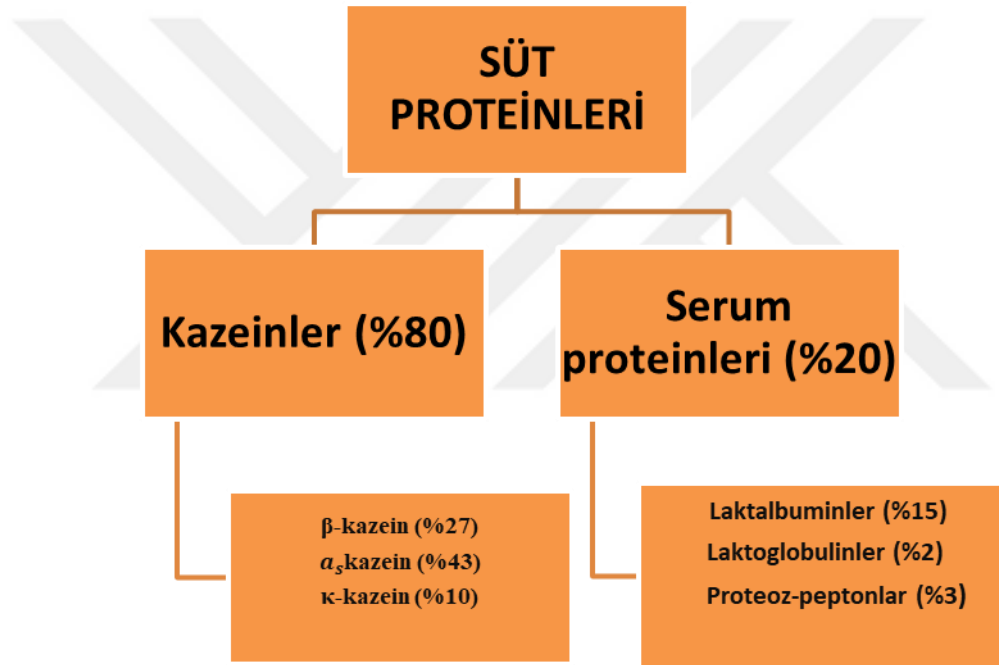 SÜT
PROTEİNLERİ
Kazeinler (%80)
Serum
proteinleri (%20)
β-kazein (%27)
αₛkazein (%43)
κ-kazein (%10)
Laktalbuminler (%15)
Laktoglobulinler (%2)
Proteoz-peptonlar (%3)